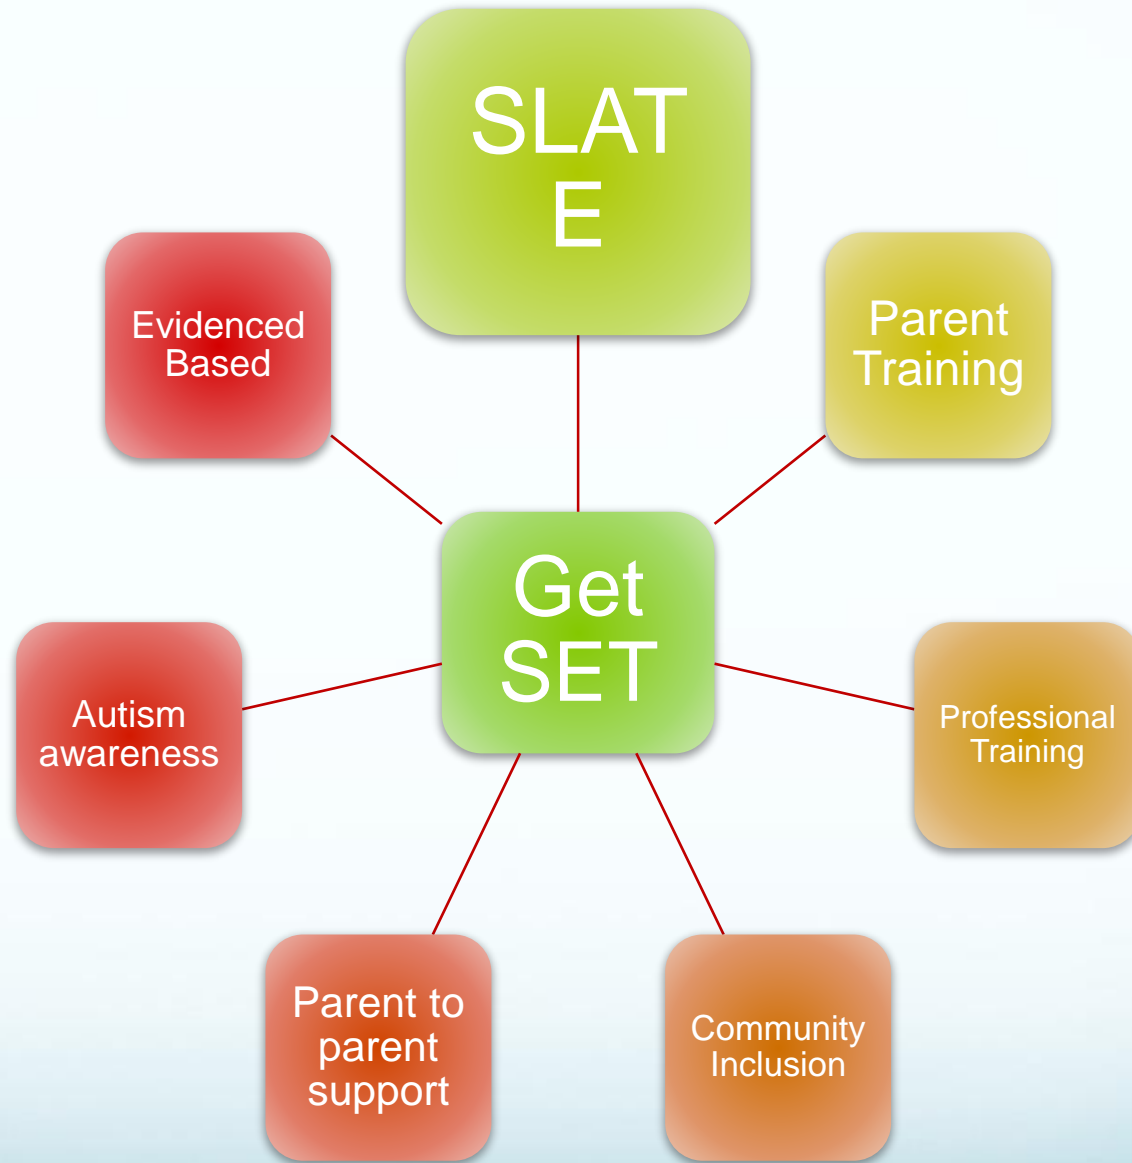 SLAT
E
Evidenced
Based
Parent
Training
Get
SET
Autism
awareness
Professional
Training
Parent to
parent
support
Community
Inclusion